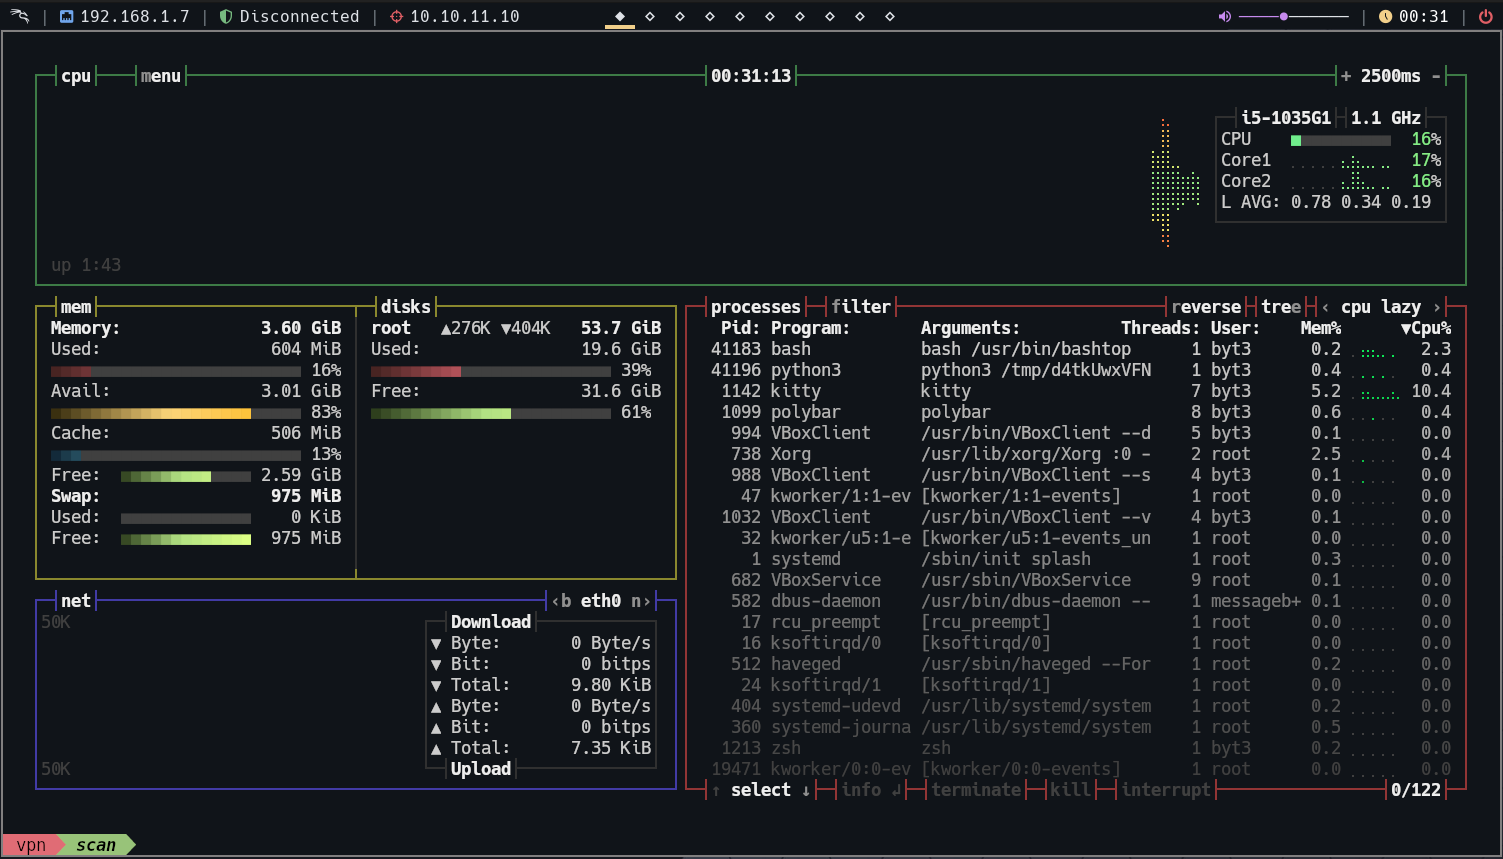 192.168.1.7 | Disconnected | 10.10.11.10 | 00:31
cpu menu 00:31:13 + 2500ms -
i5-1035G1 1.1 GHz
CPU 16%
Core1 17%
Core2 16%
L AVG: 0.78 0.34 0.19
up 1:43
mem
Memory: 3.60 GiB
Used: 604 MiB
16%
Avail: 3.01 GiB
83%
Cache: 506 MiB
13%
Free: 2.59 GiB
Swap: 975 MiB
Used: 0 KiB
Free: 975 MiB
disks
root ▲276K ▼404K 53.7 GiB
Used: 19.6 GiB
39%
Free: 31.6 GiB
61%
net ‹b eth0 n›
50K
Download
▼ Byte: 0 Byte/s
▼ Bit: 0 bitps
▼ Total: 9.80 KiB
▲ Byte: 0 Byte/s
▲ Bit: 0 bitps
▲ Total: 7.35 KiB
Upload
50K
processes filter reverse tree ‹ cpu lazy ›
Pid: Program: Arguments: Threads: User: Mem% ▼Cpu%
41183 bash bash /usr/bin/bashtop 1 byt3 0.2 2.3
41196 python3 python3 /tmp/d4tkUwxVFN 1 byt3 0.4 0.4
1142 kitty kitty 7 byt3 5.2 10.4
1099 polybar polybar 8 byt3 0.6 0.4
994 VBoxClient /usr/bin/VBoxClient --d 5 byt3 0.1 0.0
738 Xorg /usr/lib/xorg/Xorg :0 - 2 root 2.5 0.4
988 VBoxClient /usr/bin/VBoxClient --s 4 byt3 0.1 0.0
47 kworker/1:1-ev [kworker/1:1-events] 1 root 0.0 0.0
1032 VBoxClient /usr/bin/VBoxClient --v 4 byt3 0.1 0.0
32 kworker/u5:1-e [kworker/u5:1-events_un 1 root 0.0 0.0
1 systemd /sbin/init splash 1 root 0.3 0.0
682 VBoxService /usr/sbin/VBoxService 9 root 0.1 0.0
582 dbus-daemon /usr/bin/dbus-daemon -- 1 messageb+ 0.1 0.0
17 rcu_preempt [rcu_preempt] 1 root 0.0 0.0
16 ksoftirqd/0 [ksoftirqd/0] 1 root 0.0 0.0
512 haveged /usr/sbin/haveged --For 1 root 0.2 0.0
24 ksoftirqd/1 [ksoftirqd/1] 1 root 0.0 0.0
404 systemd-udevd /usr/lib/systemd/system 1 root 0.2 0.0
360 systemd-journa /usr/lib/systemd/system 1 root 0.5 0.0
1213 zsh zsh 1 byt3 0.2 0.0
19471 kworker/0:0-ev [kworker/0:0-events] 1 root 0.0 0.0
↑ select ↓ info ↲ terminate kill interrupt 0/122
vpn scan